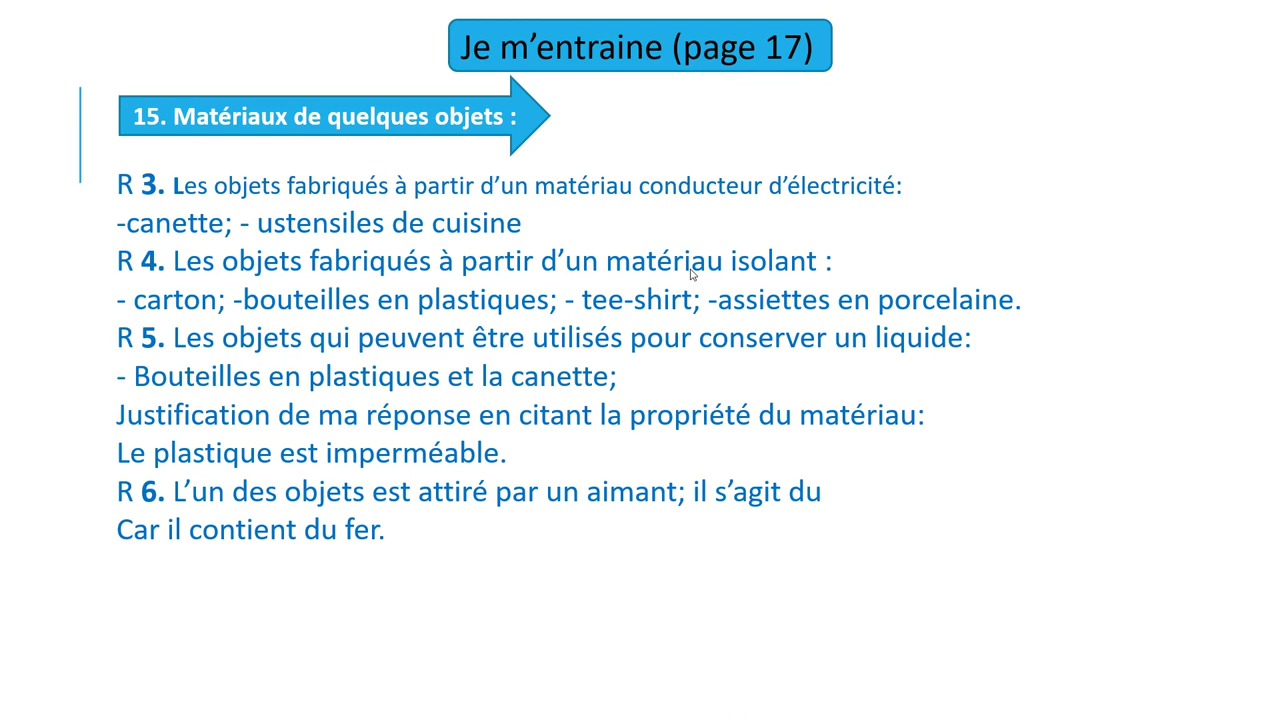 Je m’entraine (page 17)
15. Matériaux de quelques objets :
R 3. Les objets fabriqués à partir d’un matériau conducteur d’électricité:
-canette; - ustensiles de cuisine
R 4. Les objets fabriqués à partir d’un matériau isolant :
- carton; -bouteilles en plastiques; - tee-shirt; -assiettes en porcelaine.
R 5. Les objets qui peuvent être utilisés pour conserver un liquide:
- Bouteilles en plastiques et la canette;
Justification de ma réponse en citant la propriété du matériau:
Le plastique est imperméable.
R 6. L’un des objets est attiré par un aimant; il s’agit du
Car il contient du fer.